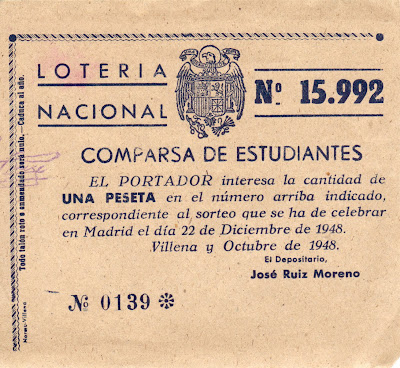 LOTERIA
NACIONAL
Nº 15.992
COMPARSA DE ESTUDIANTES
EL PORTADOR interesa la cantidad de
UNA PESETA en el número arriba indicado,
correspondiente al sorteo que se ha de celebrar
en Madrid el día 22 de Diciembre de 1948.
Villena y Octubre de 1948.
El Depositario,
José Ruiz Moreno
Nº 0139 ✻
Todo talón roto o enmendado será nulo.—Caduca al año.